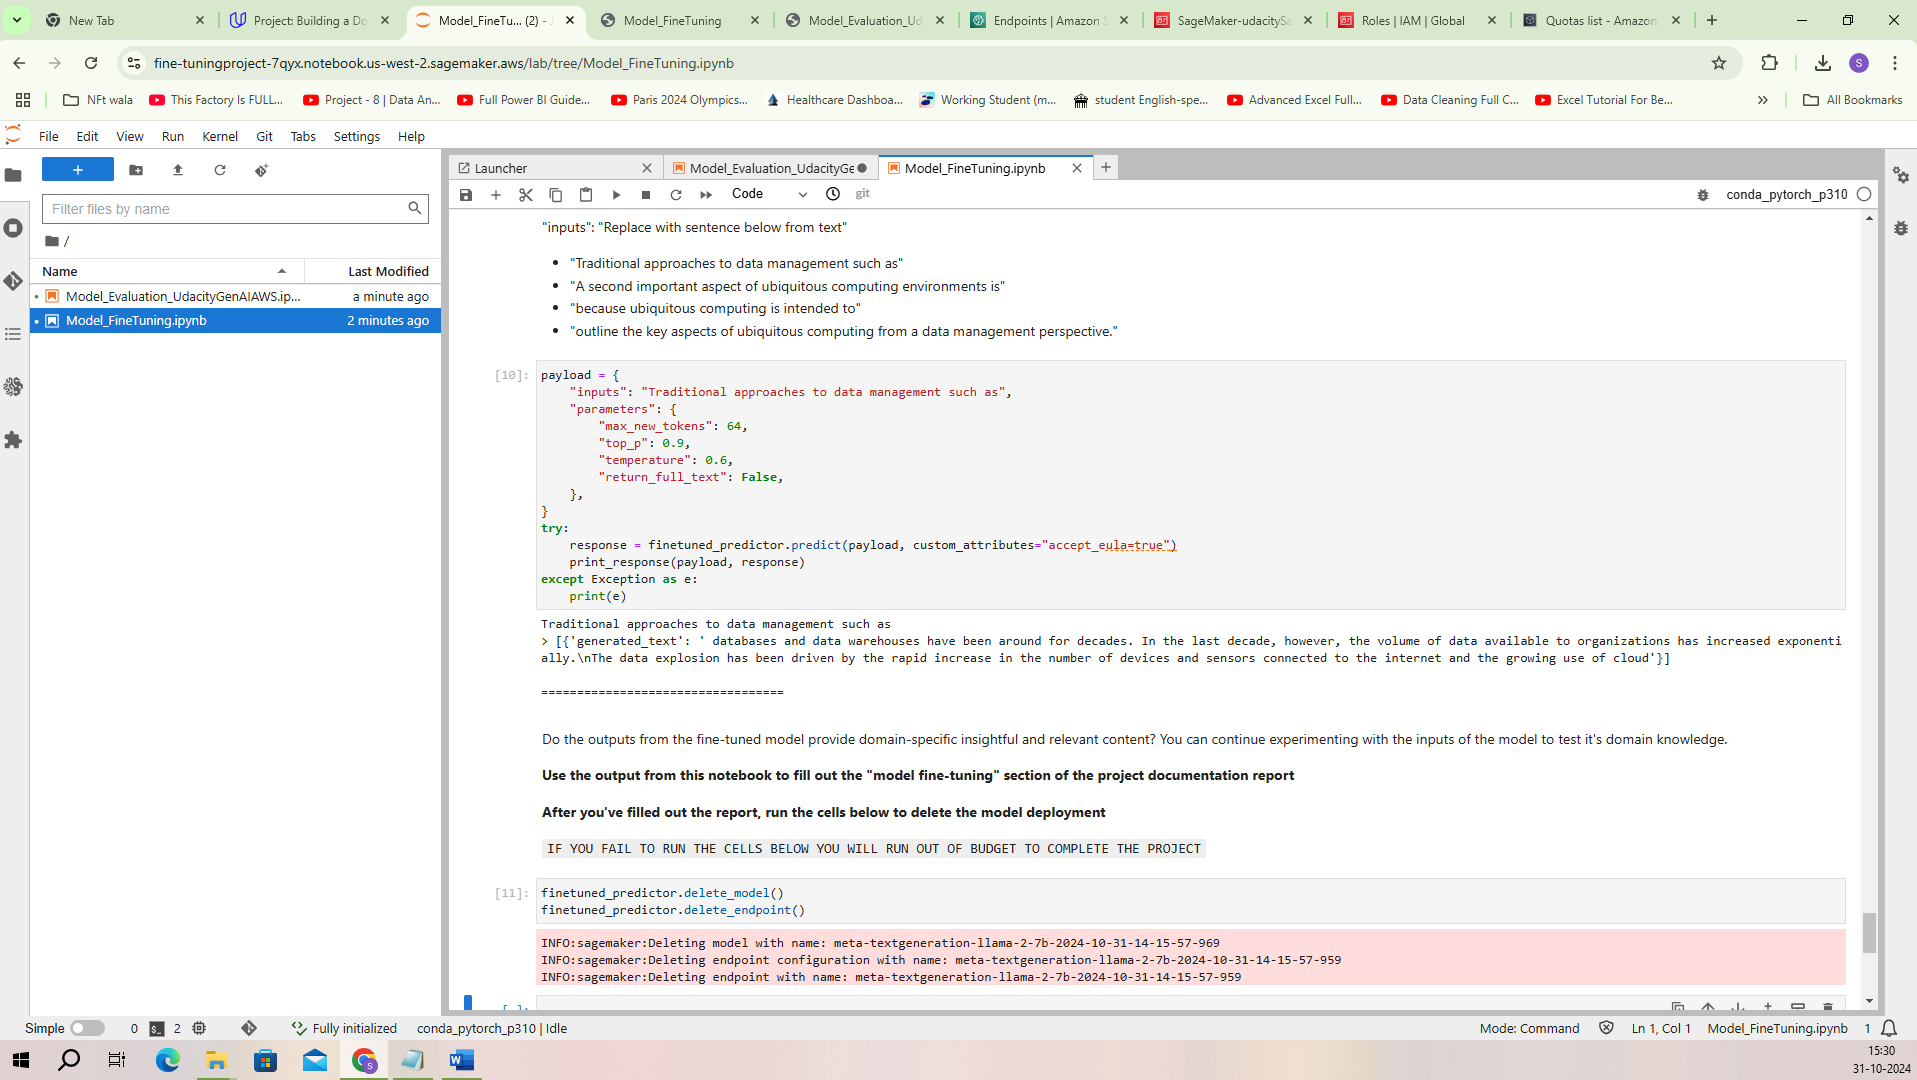 New Tab
Project: Building a Do
Model_FineTu... (2) - J
Model_FineTuning
Model_Evaluation_Ud
Endpoints | Amazon S
SageMaker-udacitySa
Roles | IAM | Global
Quotas list - Amazon
fine-tuningproject-7qyx.notebook.us-west-2.sagemaker.aws/lab/tree/Model_FineTuning.ipynb
S
NFt wala
This Factory Is FULL...
Project - 8 | Data An...
Full Power BI Guide...
Paris 2024 Olympics...
Healthcare Dashboa...
Working Student (m...
student English-spe...
Advanced Excel Full...
Data Cleaning Full C...
Excel Tutorial For Be...
All Bookmarks
File Edit View Run Kernel Git Tabs Settings Help
Launcher
Model_Evaluation_UdacityGe
Model_FineTuning.ipynb
Code
git
conda_pytorch_p310
Filter files by name
/
Name Last Modified
Model_Evaluation_UdacityGenAIAWS.ip... a minute ago
Model_FineTuning.ipynb 2 minutes ago
"inputs": "Replace with sentence below from text"
• "Traditional approaches to data management such as"
• "A second important aspect of ubiquitous computing environments is"
• "because ubiquitous computing is intended to"
• "outline the key aspects of ubiquitous computing from a data management perspective."
[10]: payload = {
"inputs": "Traditional approaches to data management such as",
"parameters": {
"max_new_tokens": 64,
"top_p": 0.9,
"temperature": 0.6,
"return_full_text": False,
},
}
try:
response = finetuned_predictor.predict(payload, custom_attributes="accept_eula=true")
print_response(payload, response)
except Exception as e:
print(e)
Traditional approaches to data management such as
> [{'generated_text': ' databases and data warehouses have been around for decades. In the last decade, however, the volume of data available to organizations has increased exponenti
ally.\nThe data explosion has been driven by the rapid increase in the number of devices and sensors connected to the internet and the growing use of cloud'}]
==================================
Do the outputs from the fine-tuned model provide domain-specific insightful and relevant content? You can continue experimenting with the inputs of the model to test it's domain knowledge.
Use the output from this notebook to fill out the "model fine-tuning" section of the project documentation report
After you've filled out the report, run the cells below to delete the model deployment
IF YOU FAIL TO RUN THE CELLS BELOW YOU WILL RUN OUT OF BUDGET TO COMPLETE THE PROJECT
[11]: finetuned_predictor.delete_model()
finetuned_predictor.delete_endpoint()
INFO:sagemaker:Deleting model with name: meta-textgeneration-llama-2-7b-2024-10-31-14-15-57-969
INFO:sagemaker:Deleting endpoint configuration with name: meta-textgeneration-llama-2-7b-2024-10-31-14-15-57-959
INFO:sagemaker:Deleting endpoint with name: meta-textgeneration-llama-2-7b-2024-10-31-14-15-57-959
Simple 0 2 Fully initialized conda_pytorch_p310 | Idle Mode: Command Ln 1, Col 1 Model_FineTuning.ipynb 1
15:30
31-10-2024